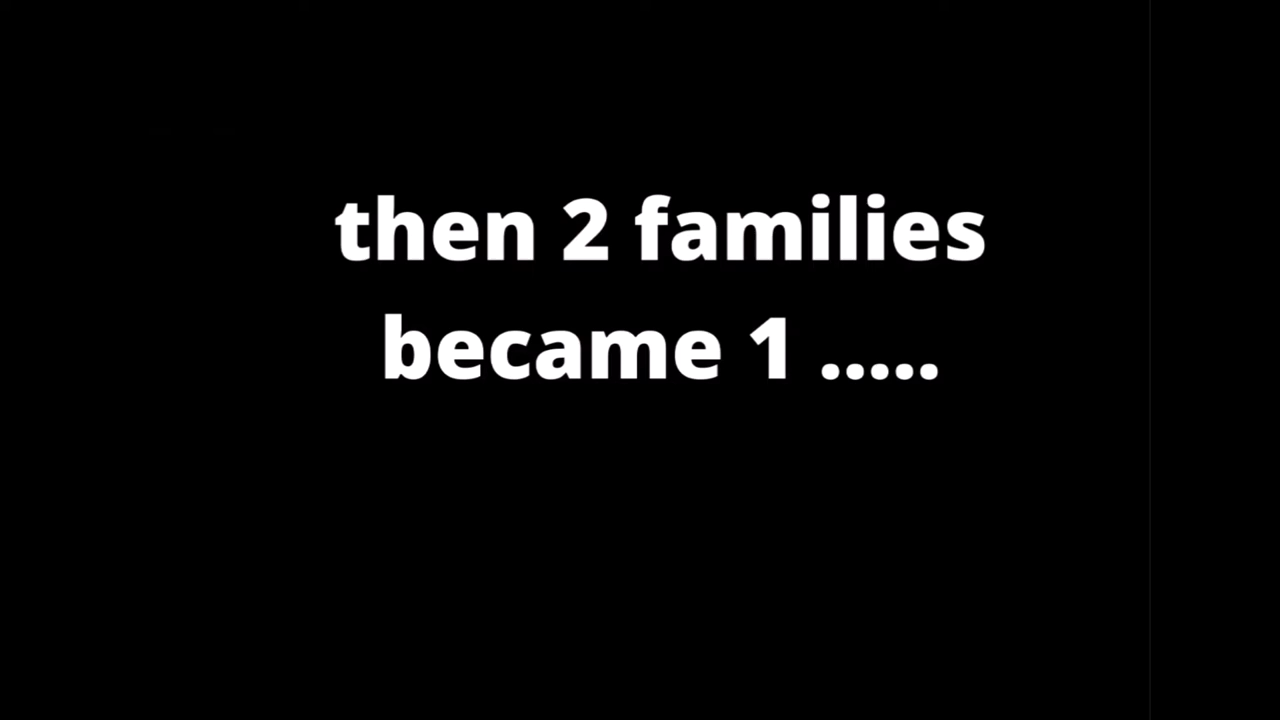 then 2 families
became 1 .....